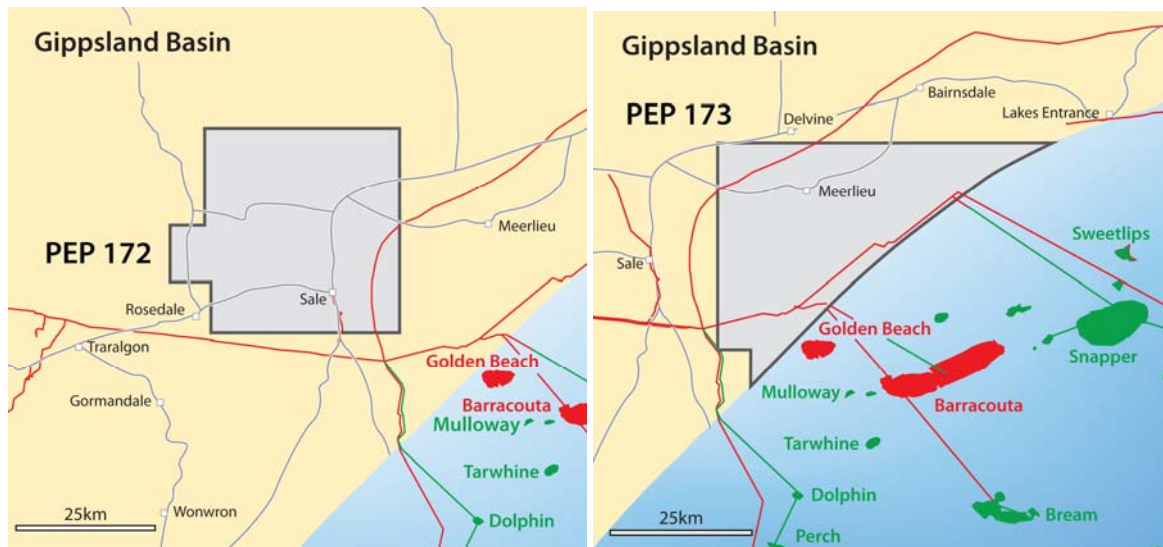 Gippsland Basin
Meerlieu
PEP 172
Sale
Rosedale
Traralgon
Golden Beach
Gormandale
Barracouta
Mulloway
Tarwhine
25km
Wonwron
Dolphin
Gippsland Basin
Bairnsdale
PEP 173
Delvine
Lakes Entrance
Meerlieu
Sweetlips
Sale
Golden Beach
Snapper
Mulloway
Barracouta
Tarwhine
Dolphin
Bream
25km
Perch